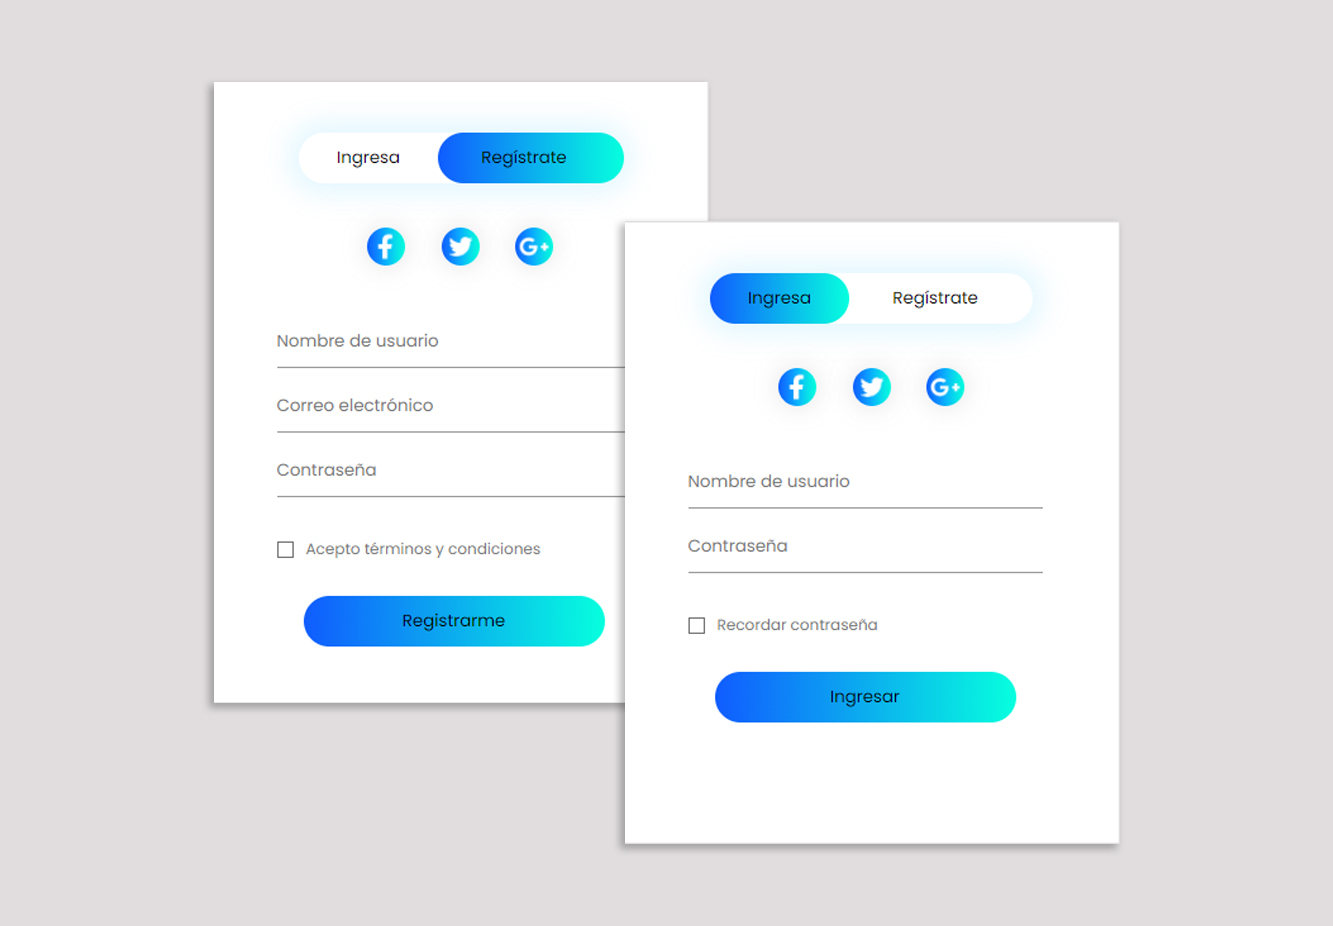 Ingresa
Regístrate
Nombre de usuario
Correo electrónico
Contraseña
Acepto términos y condiciones
Registrarme
Ingresa
Regístrate
Nombre de usuario
Contraseña
Recordar contraseña
Ingresar